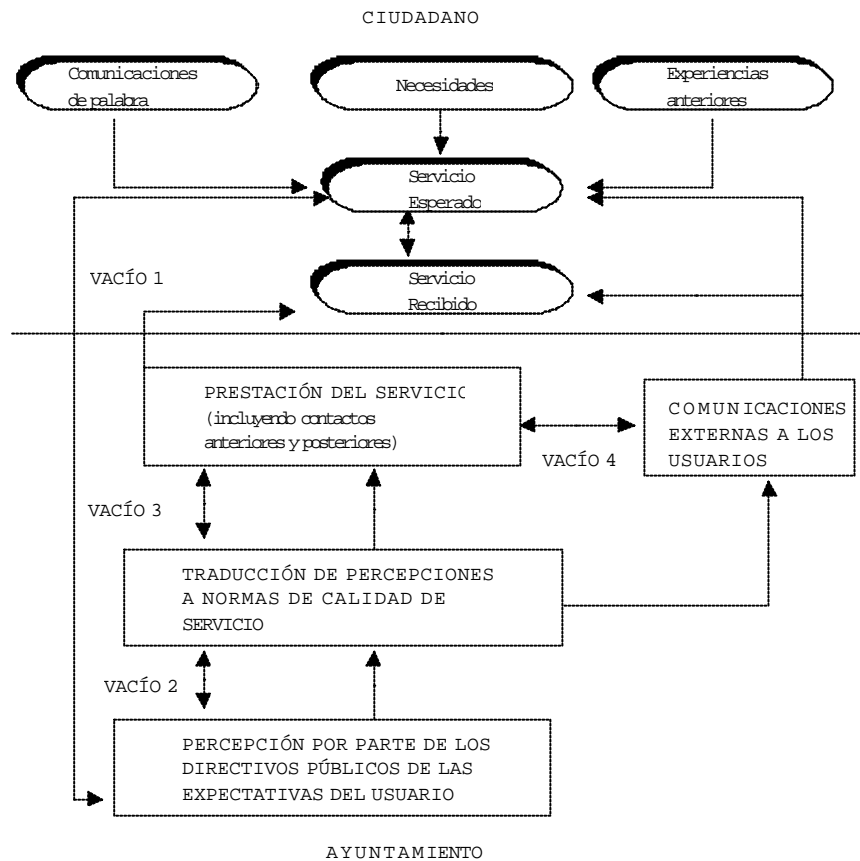 CIUDADANO
Comunicaciones
de palabra
Necesidades
Experiencias
anteriores
Servicio
Esperado
VACÍO 1
Servicio
Recibido
PRESTACIÓN DEL SERVICIO
(incluyendo contactos
anteriores y posteriores)
COMUNICACIONES
EXTERNAS A LOS
USUARIOS
VACÍO 4
VACÍO 3
TRADUCCIÓN DE PERCEPCIONES
A NORMAS DE CALIDAD DE
SERVICIO
VACÍO 2
PERCEPCIÓN POR PARTE DE LOS
DIRECTIVOS PÚBLICOS DE LAS
EXPECTATIVAS DEL USUARIO
AYUNTAMIENTO